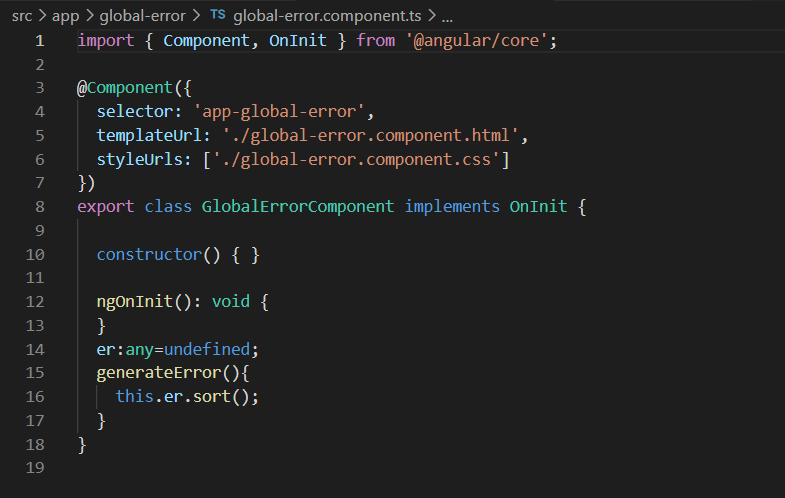 src > app > global-error > TS global-error.component.ts > ...
1 import { Component, OnInit } from '@angular/core';
2
3 @Component({
4   selector: 'app-global-error',
5   templateUrl: './global-error.component.html',
6   styleUrls: ['./global-error.component.css']
7 })
8 export class GlobalErrorComponent implements OnInit {
9
10   constructor() { }
11
12   ngOnInit(): void {
13   }
14   er:any=undefined;
15   generateError(){
16     this.er.sort();
17   }
18 }
19